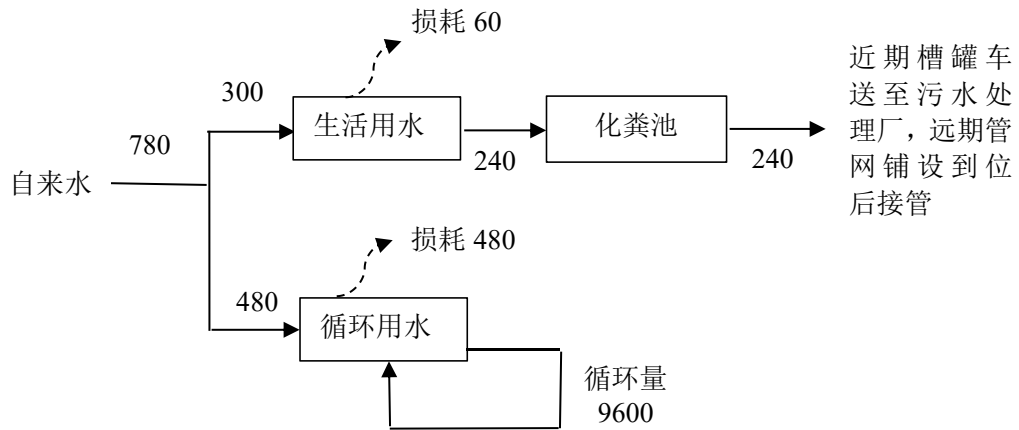 损耗 60
近期槽罐车
送至污水处
理厂，远期管
网铺设到位
后接管
300
生活用水
化粪池
780
240
240
自来水
损耗 480
480
循环用水
循环量
9600